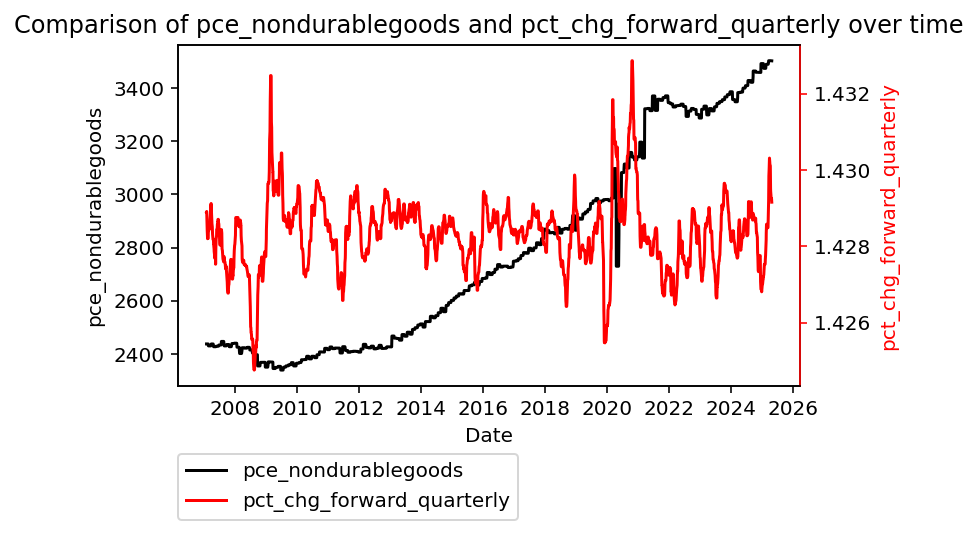 Comparison of pce_nondurablegoods and pct_chg_forward_quarterly over time
pce_nondurablegoods
3400
3200
3000
2800
2600
2400
1.432
1.430
1.428
1.426
pct_chg_forward_quarterly
2008 2010 2012 2014 2016 2018 2020 2022 2024 2026
Date
pce_nondurablegoods
pct_chg_forward_quarterly